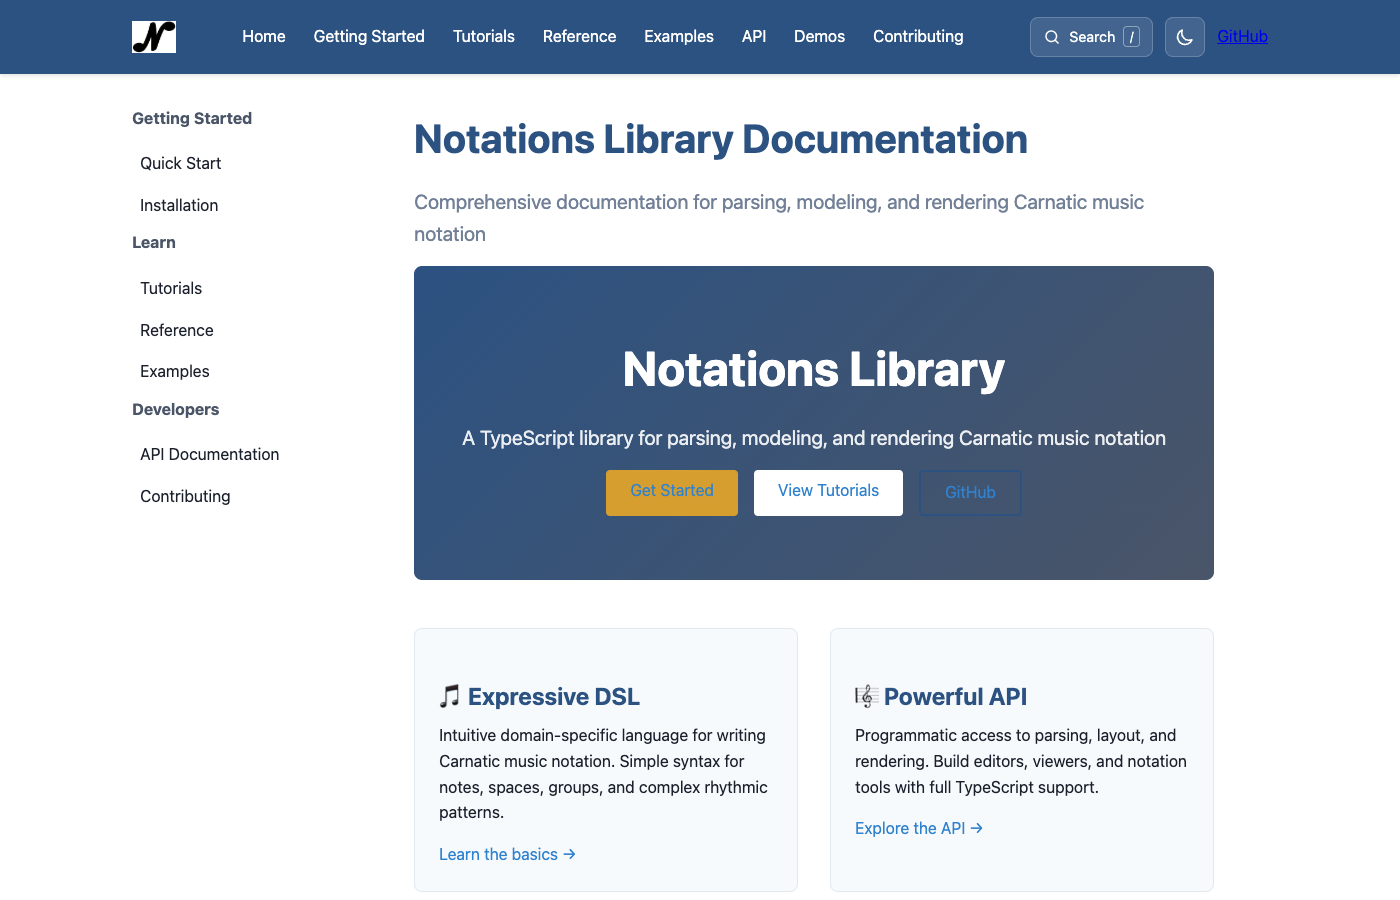 N
Home Getting Started Tutorials Reference Examples API Demos Contributing Search / GitHub
Getting Started
Quick Start
Installation
Learn
Tutorials
Reference
Examples
Developers
API Documentation
Contributing
Notations Library Documentation
Comprehensive documentation for parsing, modeling, and rendering Carnatic music
notation
Notations Library
A TypeScript library for parsing, modeling, and rendering Carnatic music notation
Get Started View Tutorials GitHub
🎵 Expressive DSL
Intuitive domain-specific language for writing
Carnatic music notation. Simple syntax for
notes, spaces, groups, and complex rhythmic
patterns.
Learn the basics →
🎼 Powerful API
Programmatic access to parsing, layout, and
rendering. Build editors, viewers, and notation
tools with full TypeScript support.
Explore the API →